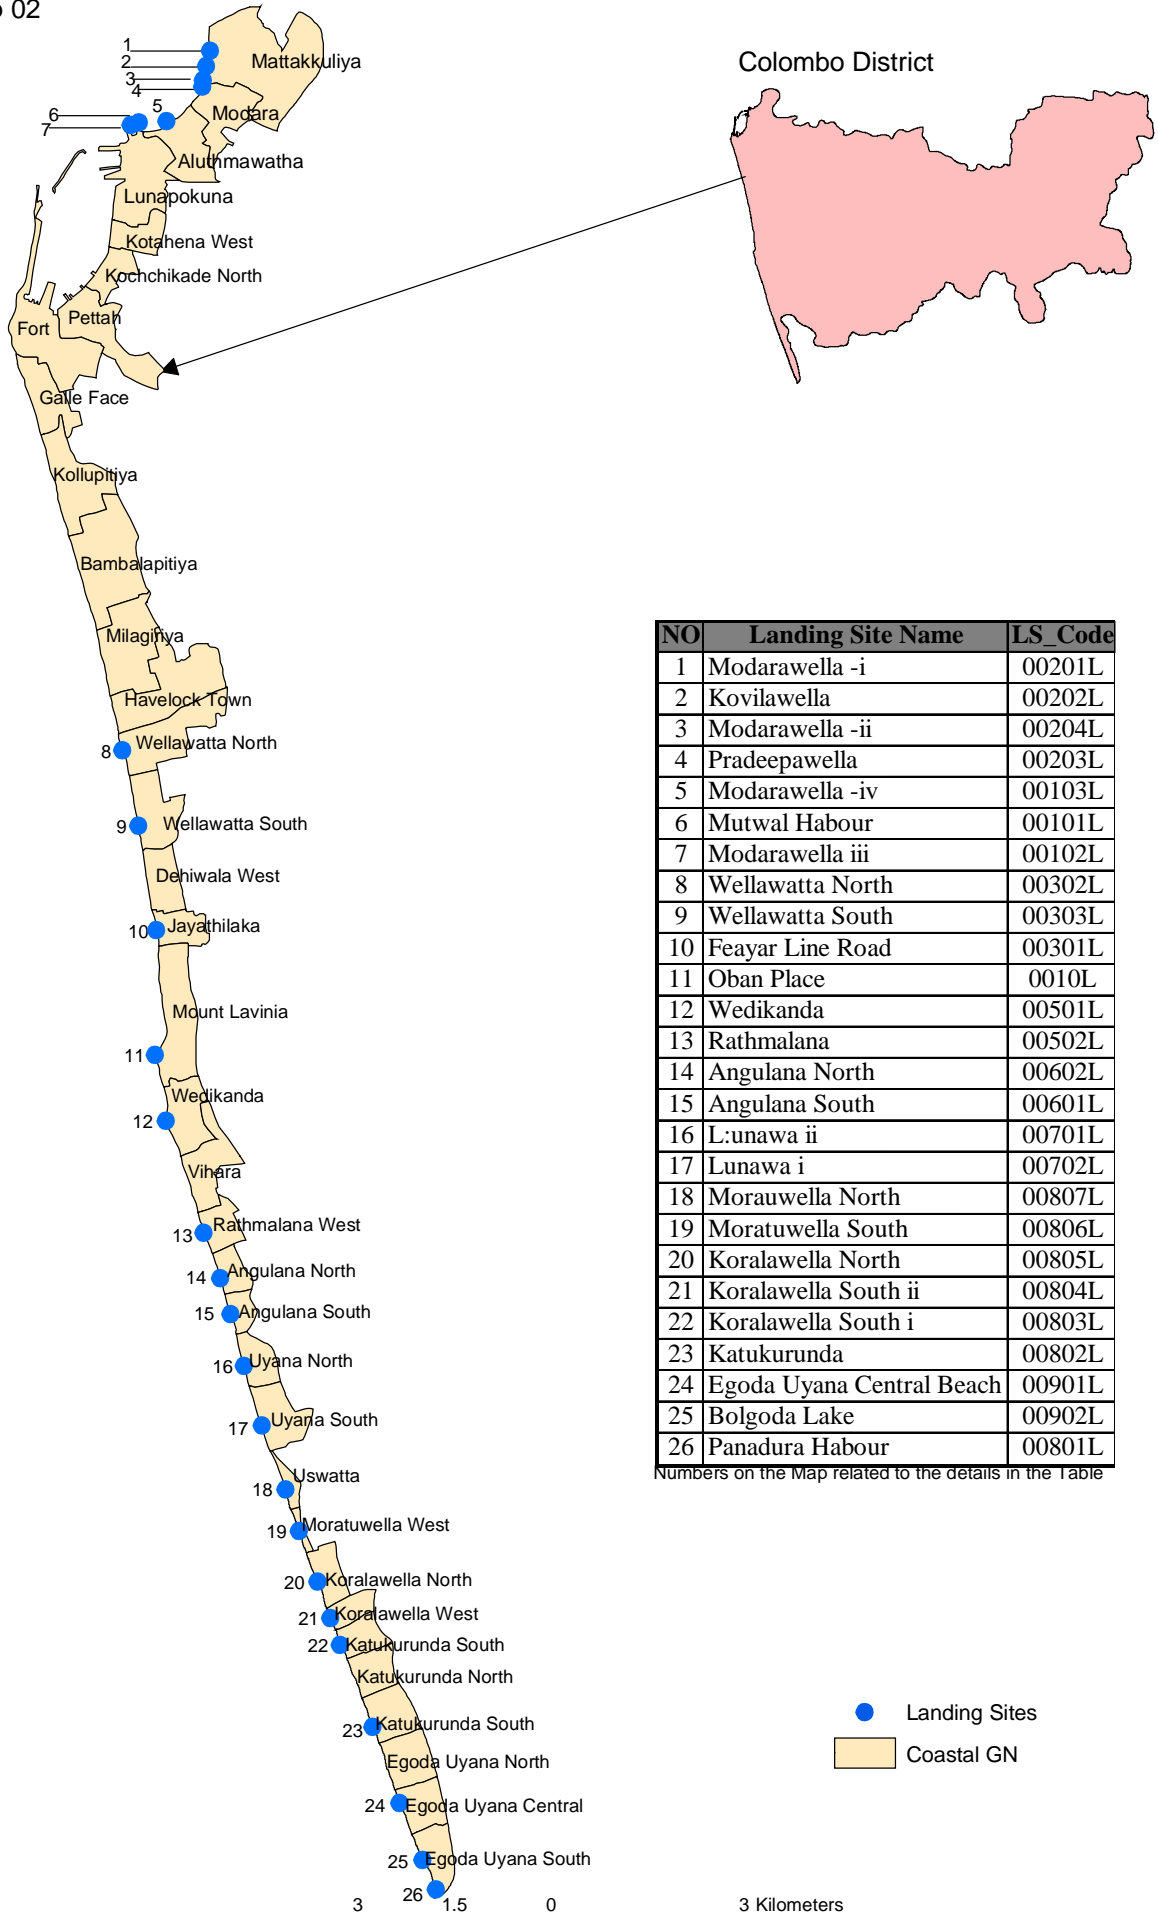 02
Colombo District
1
2
3
4
5
6
7
Mattakkuliya
Modara
Aluthmawatha
Lunapokuna
Kotahena West
Kochchikade North
Pettah
Fort
Galle Face
Kollupitiya
Bambalapitiya
Milagiriya
Havelock Town
8 Wellawatta North
9 Wellawatta South
Dehiwala West
10 Jayathilaka
Mount Lavinia
11
Wedikanda
12
Vihara
13 Rathmalana West
14 Angulana North
15 Angulana South
16 Uyana North
17 Uyana South
Uswatta
18
19 Moratuwella West
20 Koralawella North
21 Koralawella West
22 Katukurunda South
Katukurunda North
23 Katukurunda South
Egoda Uyana North
24 Egoda Uyana Central
25 Egoda Uyana South
26
NO Landing Site Name LS_Code
1 Modarawella -i 00201L
2 Kovilawella 00202L
3 Modarawella -ii 00204L
4 Pradeepawella 00203L
5 Modarawella -iv 00103L
6 Mutwal Habour 00101L
7 Modarawella iii 00102L
8 Wellawatta North 00302L
9 Wellawatta South 00303L
10 Feayar Line Road 00301L
11 Oban Place 0010L
12 Wedikanda 00501L
13 Rathmalana 00502L
14 Angulana North 00602L
15 Angulana South 00601L
16 L:unawa ii 00701L
17 Lunawa i 00702L
18 Morauwella North 00807L
19 Moratuwella South 00806L
20 Koralawella North 00805L
21 Koralawella South ii 00804L
22 Koralawella South i 00803L
23 Katukurunda 00802L
24 Egoda Uyana Central Beach 00901L
25 Bolgoda Lake 00902L
26 Panadura Habour 00801L
Numbers on the Map related to the details in the Table
Landing Sites
Coastal GN
3 1.5 0 3 Kilometers